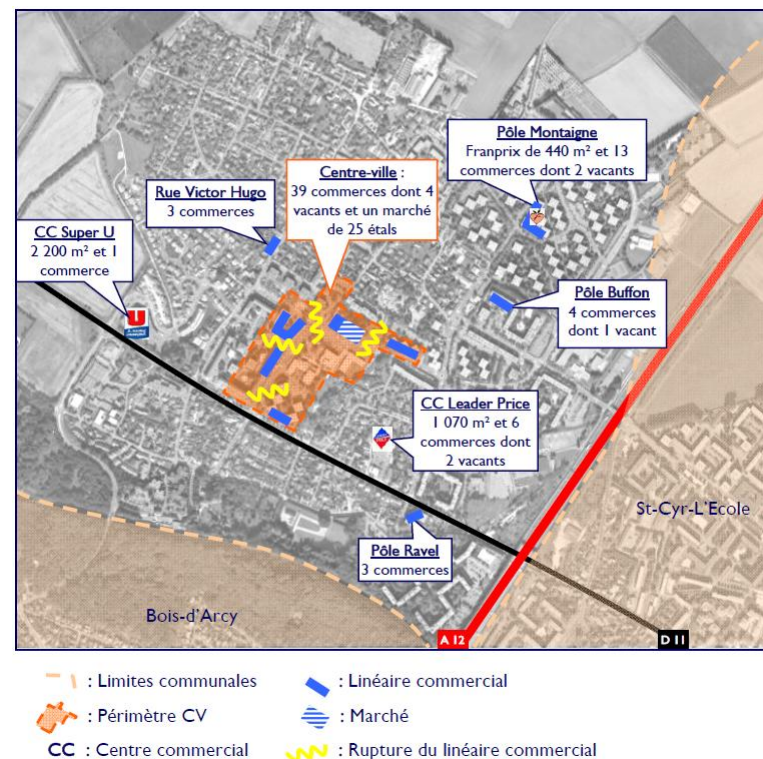 Pôle Montaigne
Franprix de 440 m² et 13
commerces dont 2 vacants
Centre-ville :
39 commerces dont 4
vacants et un marché
de 25 étals
Rue Victor Hugo
3 commerces
CC Super U
2 200 m² et 1
commerce
Pôle Buffon
4 commerces
dont 1 vacant
CC Leader Price
1 070 m² et 6
commerces dont
2 vacants
St-Cyr-L'Ecole
Pôle Ravel
3 commerces
Bois-d'Arcy
A 12
D 11
: Limites communales
: Linéaire commercial
: Périmètre CV
: Marché
CC : Centre commercial
: Rupture du linéaire commercial